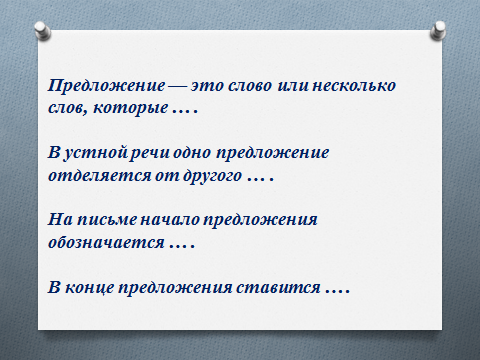 Предложение — это слово или несколько
слов, которые … .
В устной речи одно предложение
отделяется от другого … .
На письме начало предложения
обозначается … .
В конце предложения ставится … .